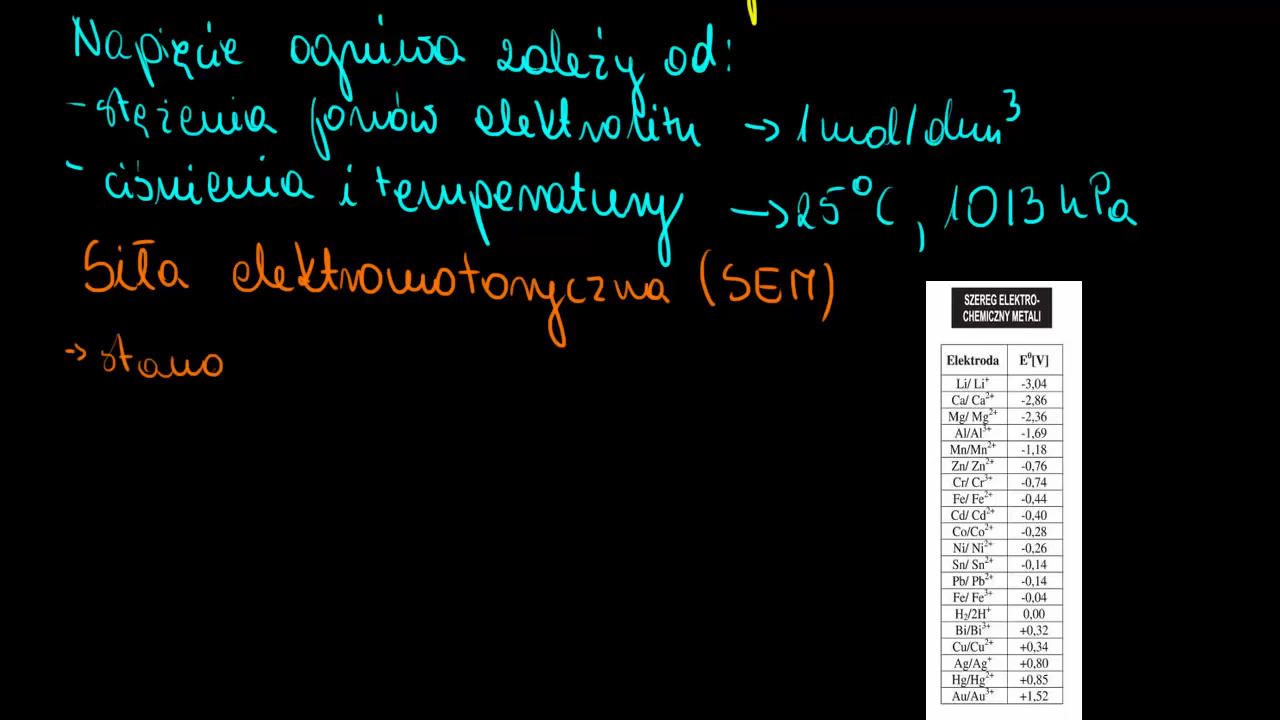 Napięcie ogniwa zależy od:
- stężenia jonów elektrolitu → 1 mol/dm³
- ciśnienia i temperatury → 25°C, 1013 hPa
Siła elektromotoryczna (SEM)
→ stano
SZEREG ELEKTRO-
CHEMICZNY METALI
Elektroda E⁰[V]
Li/ Li⁺ -3,04
Ca/ Ca²⁺ -2,86
Mg/ Mg²⁺ -2,36
Al/Al³⁺ -1,69
Mn/Mn²⁺ -1,18
Zn/ Zn²⁺ -0,76
Cr/ Cr³⁺ -0,74
Fe/ Fe²⁺ -0,44
Cd/ Cd²⁺ -0,40
Co/Co²⁺ -0,28
Ni/ Ni²⁺ -0,26
Sn/ Sn²⁺ -0,14
Pb/ Pb²⁺ -0,14
Fe/ Fe³⁺ -0,04
H₂/2H⁺ 0,00
Bi/Bi³⁺ +0,32
Cu/Cu²⁺ +0,34
Ag/Ag⁺ +0,80
Hg/Hg²⁺ +0,85
Au/Au³⁺ +1,52